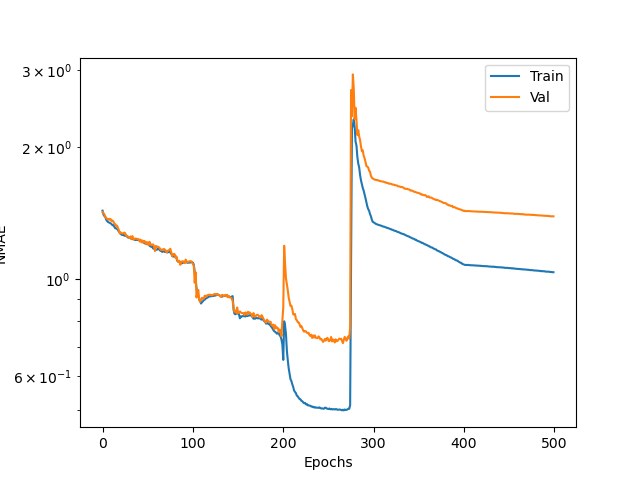 3 × 10⁰
2 × 10⁰
10⁰
6 × 10⁻¹
NMAE
Train
Val
0 100 200 300 400 500
Epochs